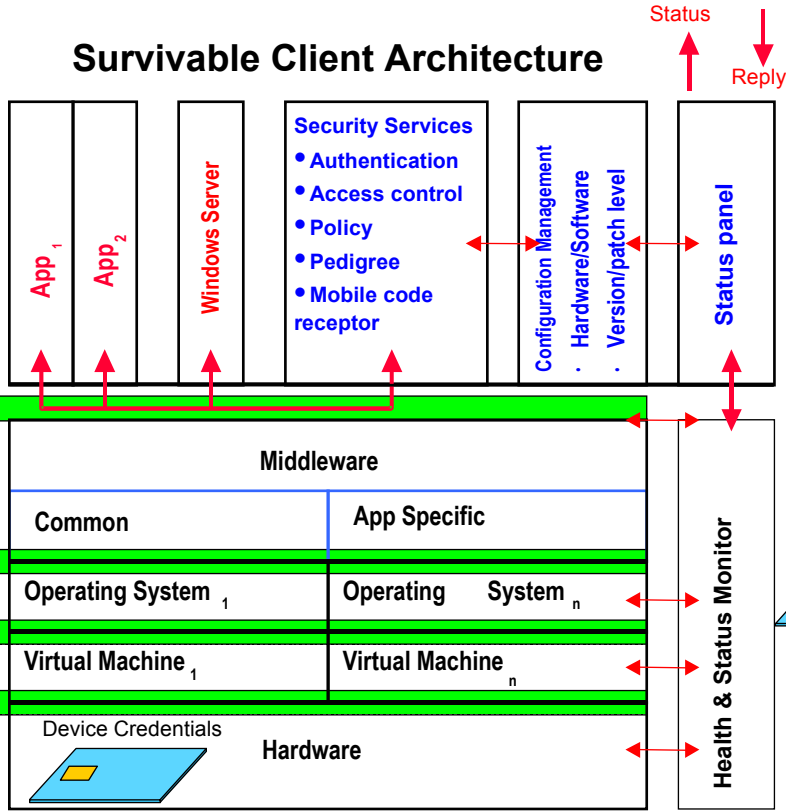 Status
Reply
Survivable Client Architecture
App 1
App 2
Windows Server
Security Services
• Authentication
• Access control
• Policy
• Pedigree
• Mobile code
receptor
Configuration Management
· Hardware/Software
· Version/patch level
Status panel
Middleware
Common
App Specific
Operating System 1
Operating System n
Virtual Machine 1
Virtual Machine n
Device Credentials
Hardware
Health & Status Monitor